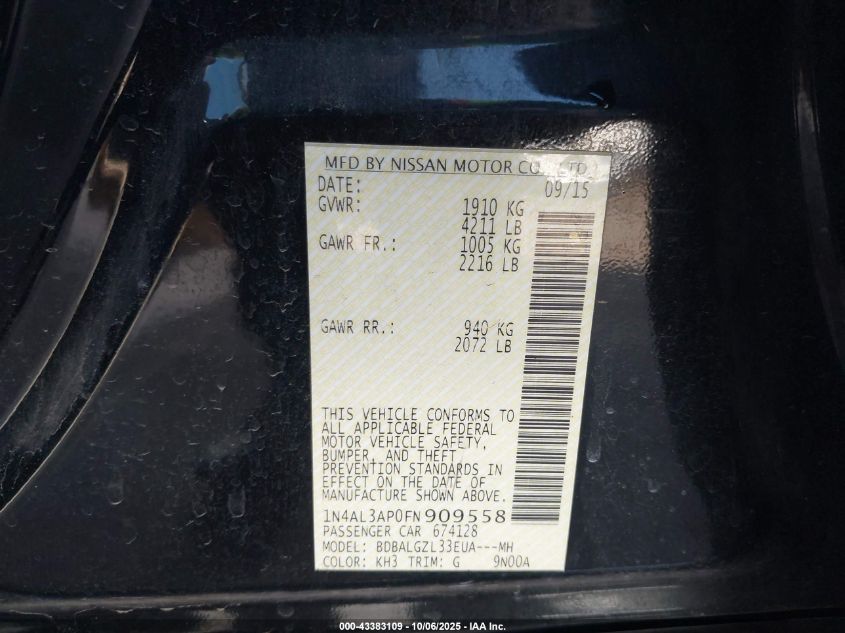 MFD BY NISSAN MOTOR CO., LTD.
DATE: 09/15
GVWR: 1910 KG
4211 LB
GAWR FR.: 1005 KG
2216 LB
GAWR RR.: 940 KG
2072 LB
THIS VEHICLE CONFORMS TO
ALL APPLICABLE FEDERAL
MOTOR VEHICLE SAFETY,
BUMPER, AND THEFT
PREVENTION STANDARDS IN
EFFECT ON THE DATE OF
MANUFACTURE SHOWN ABOVE.
1N4AL3AP0FN909558
PASSENGER CAR 674128
MODEL: BDBALGZL33EUA---MH
COLOR: KH3 TRIM: G 9N00A
000-43383109 - 10/06/2025 - IAA Inc.